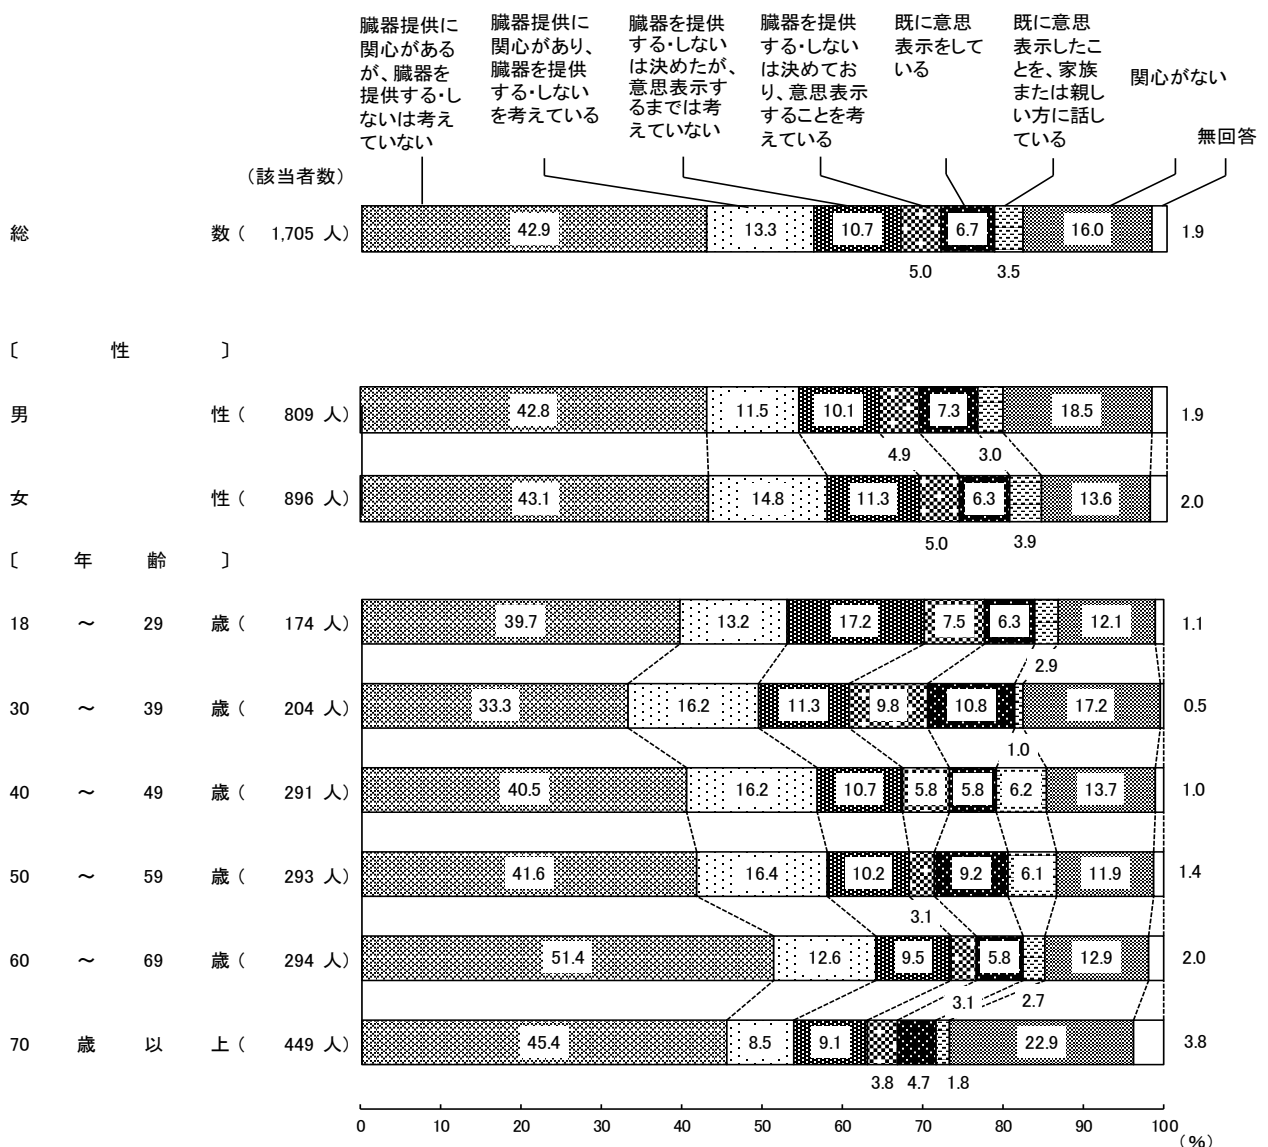 臓器提供に
関心がある
が、臓器を
提供する・し
ないは考え
ていない
臓器提供に
関心があり、
臓器を提供
する・しない
を考えている
臓器を提供
する・しない
は決めたが、
意思表示す
るまでは考
えていない
臓器を提供
する・しない
は決めてお
り、意思表示
することを考
えている
既に意思
表示をして
いる
既に意思
表示したこ
とを、家族
または親し
い方に話し
ている
関心がない
無回答
(該当者数)
総 数 ( 1,705 人) 42.9 13.3 10.7 6.7 16.0 1.9
5.0 3.5
〔 性 〕
男 性 ( 809 人) 42.8 11.5 10.1 7.3 18.5 1.9
4.9 3.0
女 性 ( 896 人) 43.1 14.8 11.3 6.3 13.6 2.0
5.0 3.9
〔 年 齢 〕
18 ~ 29 歳 ( 174 人) 39.7 13.2 17.2 7.5 6.3 12.1 1.1
2.9
30 ~ 39 歳 ( 204 人) 33.3 16.2 11.3 9.8 10.8 17.2 0.5
1.0
40 ~ 49 歳 ( 291 人) 40.5 16.2 10.7 5.8 5.8 6.2 13.7 1.0
50 ~ 59 歳 ( 293 人) 41.6 16.4 10.2 9.2 6.1 11.9 1.4
3.1
60 ~ 69 歳 ( 294 人) 51.4 12.6 9.5 5.8 12.9 2.0
3.1 2.7
70 歳 以 上 ( 449 人) 45.4 8.5 9.1 22.9 3.8
3.8 4.7 1.8
0 10 20 30 40 50 60 70 80 90 100
(%)